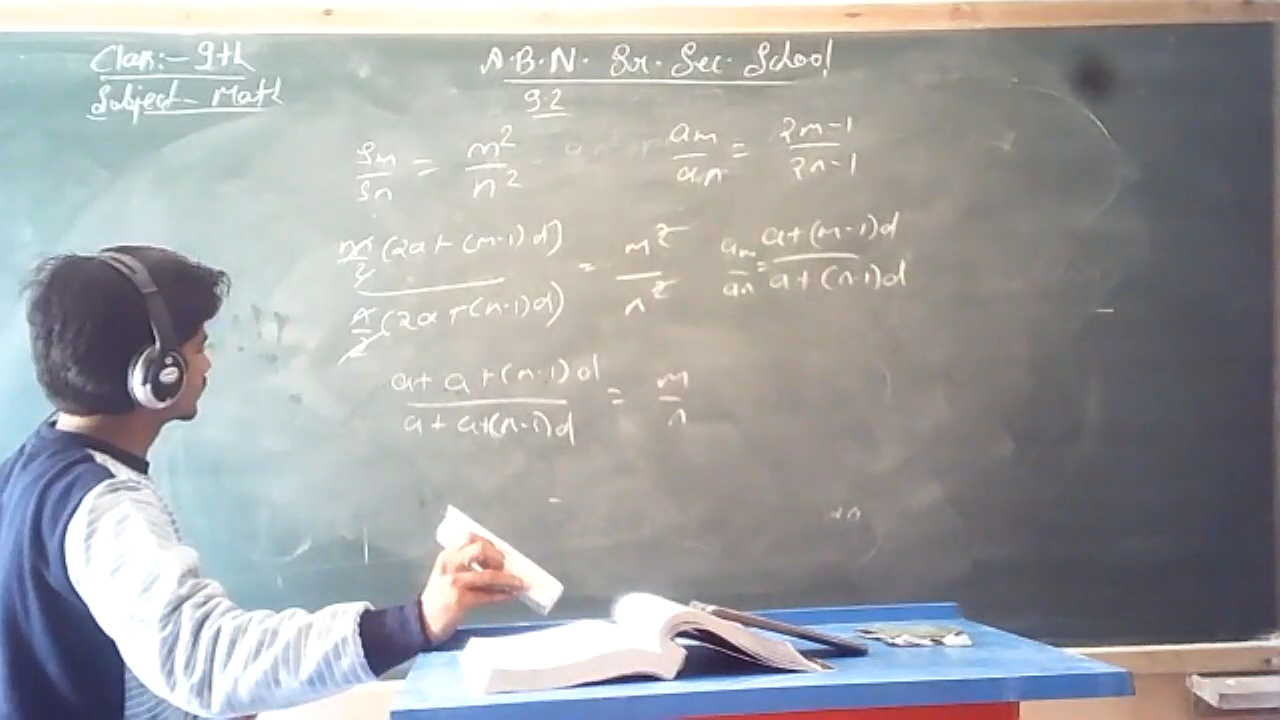 Class:- 9th
Subject- Math
A.B.N. Sr. Sec. School
9.2
Sm/Sn = m²/n²
am/an = (2m-1)/(2n-1)
m/2 (2a+(m-1)d) / n/2 (2a+(n-1)d) = m²/n²
am/an = a+(m-1)d / a+(n-1)d
a+a+(m-1)d / a+a+(n-1)d = m/n